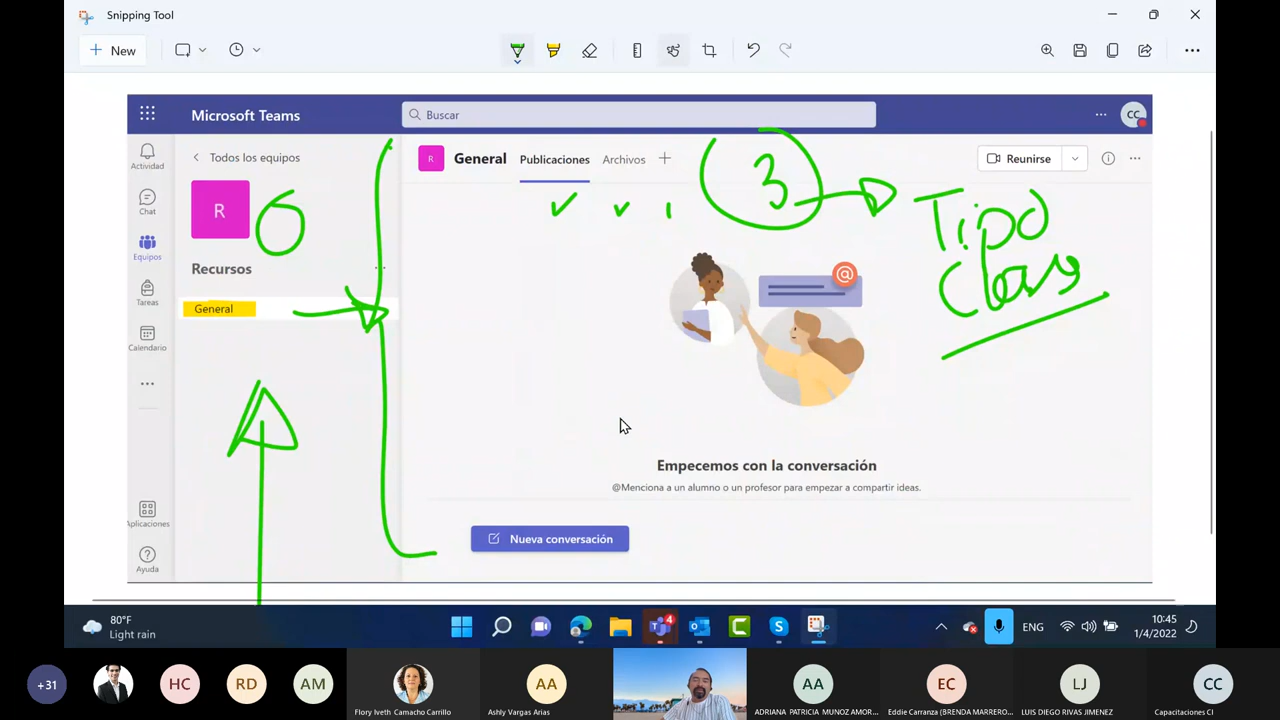 Snipping Tool
New
Microsoft Teams
Buscar
CC
Actividad
Chat
Equipos
Tareas
Calendario
Aplicaciones
Ayuda
Todos los equipos
R
O
Recursos
General
R
General
Publicaciones
Archivos
Reunirse
3
Tipo
Clase
@
Empecemos con la conversación
@Menciona a un alumno o un profesor para empezar a compartir ideas.
Nueva conversación
80°F
Light rain
4
ENG
10:45
1/4/2022
+31
HC
RD
AM
Flory Iveth Camacho Carrillo
AA
Ashly Vargas Arias
AA
ADRIANA PATRICIA MUNOZ AMOR...
EC
Eddie Carranza (BRENDA MARRERO...
LJ
LUIS DIEGO RIVAS JIMENEZ
CC
Capacitaciones CI